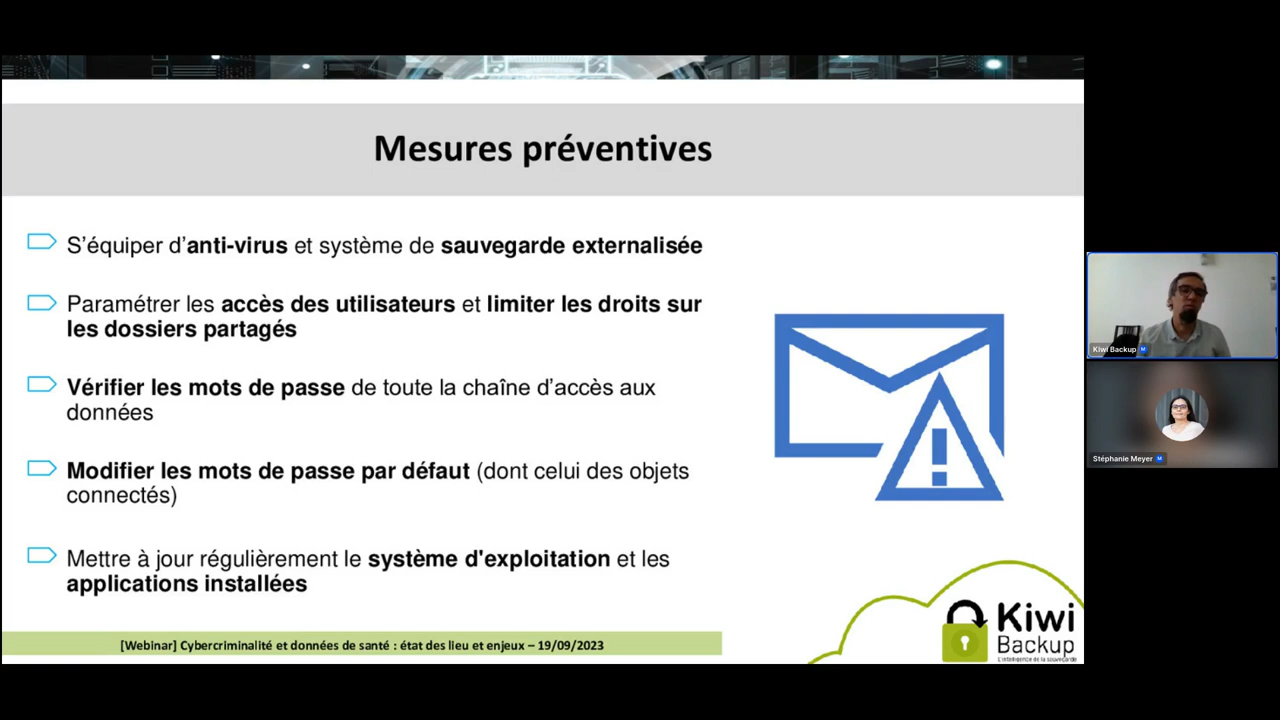 Mesures préventives
S’équiper d’anti-virus et système de sauvegarde externalisée
Paramétrer les accès des utilisateurs et limiter les droits sur
les dossiers partagés
Vérifier les mots de passe de toute la chaîne d’accès aux
données
Modifier les mots de passe par défaut (dont celui des objets
connectés)
Mettre à jour régulièrement le système d'exploitation et les
applications installées
[Webinar] Cybercriminalité et données de santé : état des lieu et enjeux – 19/09/2023
Kiwi
Backup
L'intelligence de la sauvegarde
Kiwi Backup M
Stéphanie Meyer M